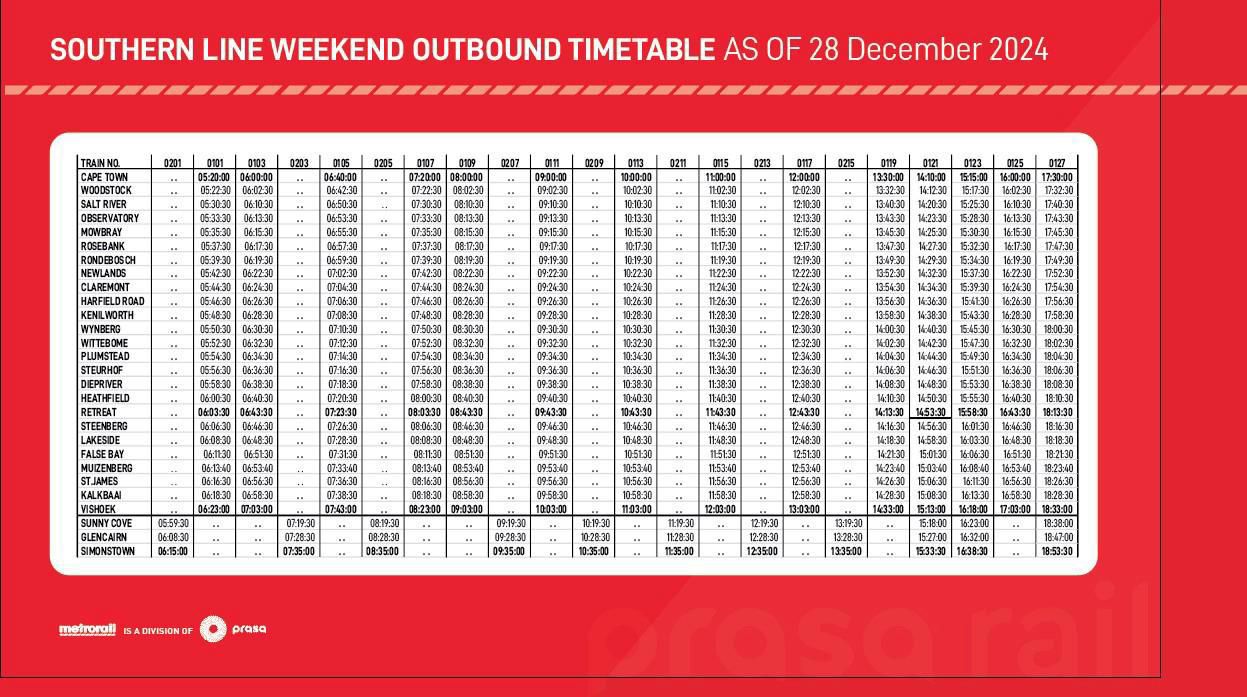 SOUTHERN LINE WEEKEND OUTBOUND TIMETABLE AS OF 28 December 2024
TRAIN NO. 0201 0101 0103 0203 0105 0205 0107 0109 0207 0111 0209 0113 0211 0115 0213 0117 0215 0119 0121 0123 0125 0127
CAPE TOWN .. 05:20:00 06:00:00 .. 06:40:00 .. 07:20:00 08:00:00 .. 09:00:00 .. 10:00:00 .. 11:00:00 .. 12:00:00 .. 13:30:00 14:10:00 15:15:00 16:00:00 17:30:00
WOODSTOCK .. 05:22:30 06:02:30 .. 06:42:30 .. 07:22:30 08:02:30 .. 09:02:30 .. 10:02:30 .. 11:02:30 .. 12:02:30 .. 13:32:30 14:12:30 15:17:30 16:02:30 17:32:30
SALT RIVER .. 05:30:30 06:10:30 .. 06:50:30 .. 07:30:30 08:10:30 .. 09:10:30 .. 10:10:30 .. 11:10:30 .. 12:10:30 .. 13:40:30 14:20:30 15:25:30 16:10:30 17:40:30
OBSERVATORY .. 05:33:30 06:13:30 .. 06:53:30 .. 07:33:30 08:13:30 .. 09:13:30 .. 10:13:30 .. 11:13:30 .. 12:13:30 .. 13:43:30 14:23:30 15:28:30 16:13:30 17:43:30
MOWBRAY .. 05:35:30 06:15:30 .. 06:55:30 .. 07:35:30 08:15:30 .. 09:15:30 .. 10:15:30 .. 11:15:30 .. 12:15:30 .. 13:45:30 14:25:30 15:30:30 16:15:30 17:45:30
ROSEBANK .. 05:37:30 06:17:30 .. 06:57:30 .. 07:37:30 08:17:30 .. 09:17:30 .. 10:17:30 .. 11:17:30 .. 12:17:30 .. 13:47:30 14:27:30 15:32:30 16:17:30 17:47:30
RONDEBOSCH .. 05:39:30 06:19:30 .. 06:59:30 .. 07:39:30 08:19:30 .. 09:19:30 .. 10:19:30 .. 11:19:30 .. 12:19:30 .. 13:49:30 14:29:30 15:34:30 16:19:30 17:49:30
NEWLANDS .. 05:42:30 06:22:30 .. 07:02:30 .. 07:42:30 08:22:30 .. 09:22:30 .. 10:22:30 .. 11:22:30 .. 12:22:30 .. 13:52:30 14:32:30 15:37:30 16:22:30 17:52:30
CLAREMONT .. 05:44:30 06:24:30 .. 07:04:30 .. 07:44:30 08:24:30 .. 09:24:30 .. 10:24:30 .. 11:24:30 .. 12:24:30 .. 13:54:30 14:34:30 15:39:30 16:24:30 17:54:30
HARFIELD ROAD .. 05:46:30 06:26:30 .. 07:06:30 .. 07:46:30 08:26:30 .. 09:26:30 .. 10:26:30 .. 11:26:30 .. 12:26:30 .. 13:56:30 14:36:30 15:41:30 16:26:30 17:56:30
KENILWORTH .. 05:48:30 06:28:30 .. 07:08:30 .. 07:48:30 08:28:30 .. 09:28:30 .. 10:28:30 .. 11:28:30 .. 12:28:30 .. 13:58:30 14:38:30 15:43:30 16:28:30 17:58:30
WYNBERG .. 05:50:30 06:30:30 .. 07:10:30 .. 07:50:30 08:30:30 .. 09:30:30 .. 10:30:30 .. 11:30:30 .. 12:30:30 .. 14:00:30 14:40:30 15:45:30 16:30:30 18:00:30
WITTEBOME .. 05:52:30 06:32:30 .. 07:12:30 .. 07:52:30 08:32:30 .. 09:32:30 .. 10:32:30 .. 11:32:30 .. 12:32:30 .. 14:02:30 14:42:30 15:47:30 16:32:30 18:02:30
PLUMSTEAD .. 05:54:30 06:34:30 .. 07:14:30 .. 07:54:30 08:34:30 .. 09:34:30 .. 10:34:30 .. 11:34:30 .. 12:34:30 .. 14:04:30 14:44:30 15:49:30 16:34:30 18:04:30
STEURHOF .. 05:56:30 06:36:30 .. 07:16:30 .. 07:56:30 08:36:30 .. 09:36:30 .. 10:36:30 .. 11:36:30 .. 12:36:30 .. 14:06:30 14:46:30 15:51:30 16:36:30 18:06:30
DIEPRIVER .. 05:58:30 06:38:30 .. 07:18:30 .. 07:58:30 08:38:30 .. 09:38:30 .. 10:38:30 .. 11:38:30 .. 12:38:30 .. 14:08:30 14:48:30 15:53:30 16:38:30 18:08:30
HEATHFIELD .. 06:00:30 06:40:30 .. 07:20:30 .. 08:00:30 08:40:30 .. 09:40:30 .. 10:40:30 .. 11:40:30 .. 12:40:30 .. 14:10:30 14:50:30 15:55:30 16:40:30 18:10:30
RETREAT .. 06:03:30 06:43:30 .. 07:23:30 .. 08:03:30 08:43:30 .. 09:43:30 .. 10:43:30 .. 11:43:30 .. 12:43:30 .. 14:13:30 14:53:30 15:58:30 16:43:30 18:13:30
STEENBERG .. 06:06:30 06:46:30 .. 07:26:30 .. 08:06:30 08:46:30 .. 09:46:30 .. 10:46:30 .. 11:46:30 .. 12:46:30 .. 14:16:30 14:56:30 16:01:30 16:46:30 18:16:30
LAKESIDE .. 06:08:30 06:48:30 .. 07:28:30 .. 08:08:30 08:48:30 .. 09:48:30 .. 10:48:30 .. 11:48:30 .. 12:48:30 .. 14:18:30 14:58:30 16:03:30 16:48:30 18:18:30
FALSE BAY .. 06:11:30 06:51:30 .. 07:31:30 .. 08:11:30 08:51:30 .. 09:51:30 .. 10:51:30 .. 11:51:30 .. 12:51:30 .. 14:21:30 15:01:30 16:06:30 16:51:30 18:21:30
MUIZENBERG .. 06:13:40 06:53:40 .. 07:33:40 .. 08:13:40 08:53:40 .. 09:53:40 .. 10:53:40 .. 11:53:40 .. 12:53:40 .. 14:23:40 15:03:40 16:08:40 16:53:40 18:23:40
ST.JAMES .. 06:16:30 06:56:30 .. 07:36:30 .. 08:16:30 08:56:30 .. 09:56:30 .. 10:56:30 .. 11:56:30 .. 12:56:30 .. 14:26:30 15:06:30 16:11:30 16:56:30 18:26:30
KALKBAAI .. 06:18:30 06:58:30 .. 07:38:30 .. 08:18:30 08:58:30 .. 09:58:30 .. 10:58:30 .. 11:58:30 .. 12:58:30 .. 14:28:30 15:08:30 16:13:30 16:58:30 18:28:30
VISHOEK .. 06:23:00 07:03:00 .. 07:43:00 .. 08:23:00 09:03:00 .. 10:03:00 .. 11:03:00 .. 12:03:00 .. 13:03:00 .. 14:33:00 15:13:00 16:18:00 17:03:00 18:33:00
SUNNY COVE 05:59:30 .. .. 07:19:30 .. 08:19:30 .. .. 09:19:30 .. 10:19:30 .. 11:19:30 .. 12:19:30 .. 13:19:30 .. 15:18:00 16:23:00 .. 18:38:00
GLENCAIRN 06:08:30 .. .. 07:28:30 .. 08:28:30 .. .. 09:28:30 .. 10:28:30 .. 11:28:30 .. 12:28:30 .. 13:28:30 .. 15:27:00 16:32:00 .. 18:47:00
SIMONSTOWN 06:15:00 .. .. 07:35:00 .. 08:35:00 .. .. 09:35:00 .. 10:35:00 .. 11:35:00 .. 12:35:00 .. 13:35:00 .. 15:33:30 16:38:30 .. 18:53:30
metrorail IS A DIVISION OF prasa
prasa rail